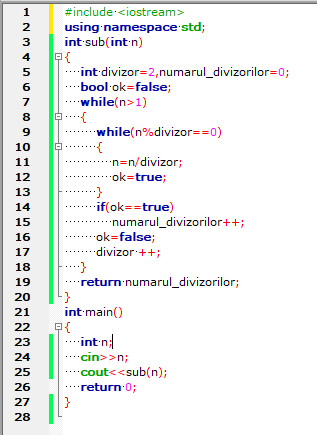 1 #include <iostream>
2 using namespace std;
3 int sub(int n)
4 {
5 int divizor=2,numarul_divizorilor=0;
6 bool ok=false;
7 while(n>1)
8 {
9 while(n%divizor==0)
10 {
11 n=n/divizor;
12 ok=true;
13 }
14 if(ok==true)
15 numarul_divizorilor++;
16 ok=false;
17 divizor ++;
18 }
19 return numarul_divizorilor;
20 }
21 int main()
22 {
23 int n;
24 cin>>n;
25 cout<<sub(n);
26 return 0;
27 }
28